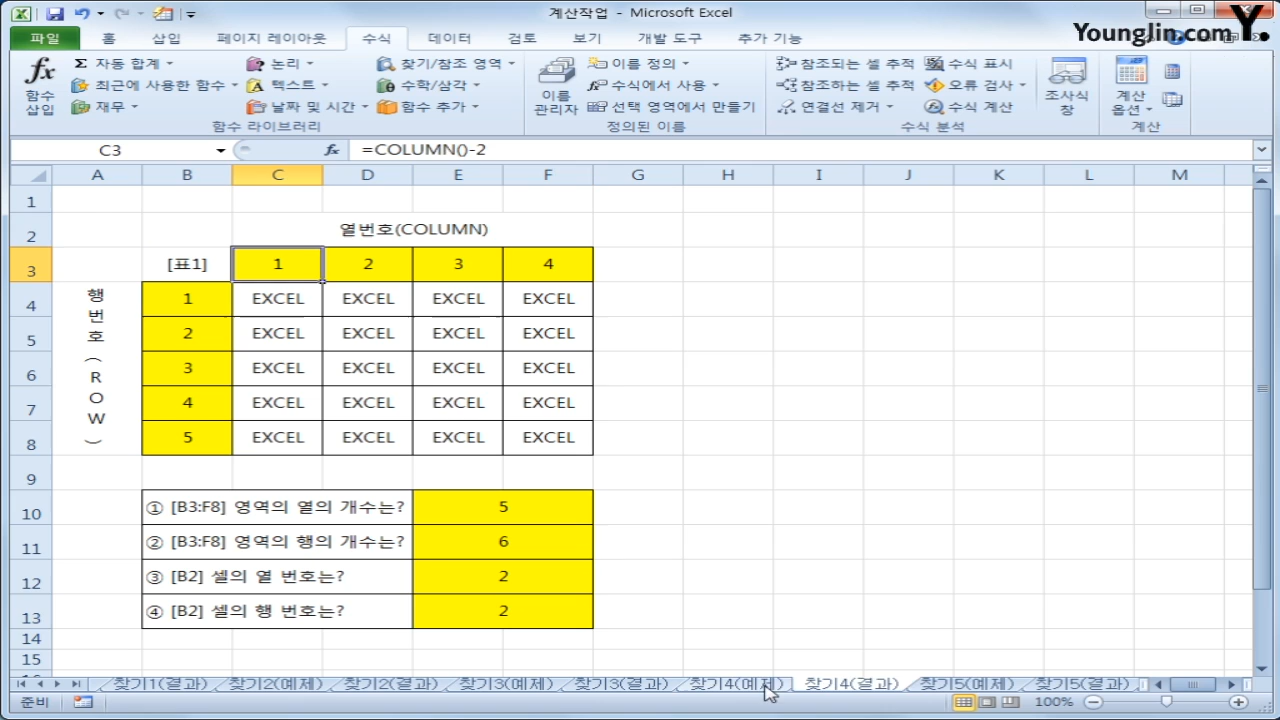 계산작업 - Microsoft Excel
Younglin.com Y.
파일 홈 삽입 페이지 레이아웃 수식 데이터 검토 보기 개발 도구 추가 기능
fx 함수 삽입
Σ 자동 합계
최근에 사용한 함수
재무
논리
텍스트
날짜 및 시간
찾기/참조 영역
수학/삼각
함수 추가
함수 라이브러리
이름 관리자
이름 정의
수식에서 사용
선택 영역에서 만들기
정의된 이름
참조되는 셀 추적
참조하는 셀 추적
연결선 제거
수식 표시
오류 검사
수식 계산
수식 분석
조사식 창
계산 옵션
계산
C3 fx =COLUMN()-2
A B C D E F G H I J K L M
1
2 열번호(COLUMN)
3 [표1] 1 2 3 4
행번호(ROW)
4 1 EXCEL EXCEL EXCEL EXCEL
5 2 EXCEL EXCEL EXCEL EXCEL
6 3 EXCEL EXCEL EXCEL EXCEL
7 4 EXCEL EXCEL EXCEL EXCEL
8 5 EXCEL EXCEL EXCEL EXCEL
9
10 ① [B3:F8] 영역의 열의 개수는? 5
11 ② [B3:F8] 영역의 행의 개수는? 6
12 ③ [B2] 셀의 열 번호는? 2
13 ④ [B2] 셀의 행 번호는? 2
14
15
찾기1(결과) 찾기2(예제) 찾기2(결과) 찾기3(예제) 찾기3(결과) 찾기4(예제) 찾기4(결과) 찾기5(예제) 찾기5(결과)
준비 100%